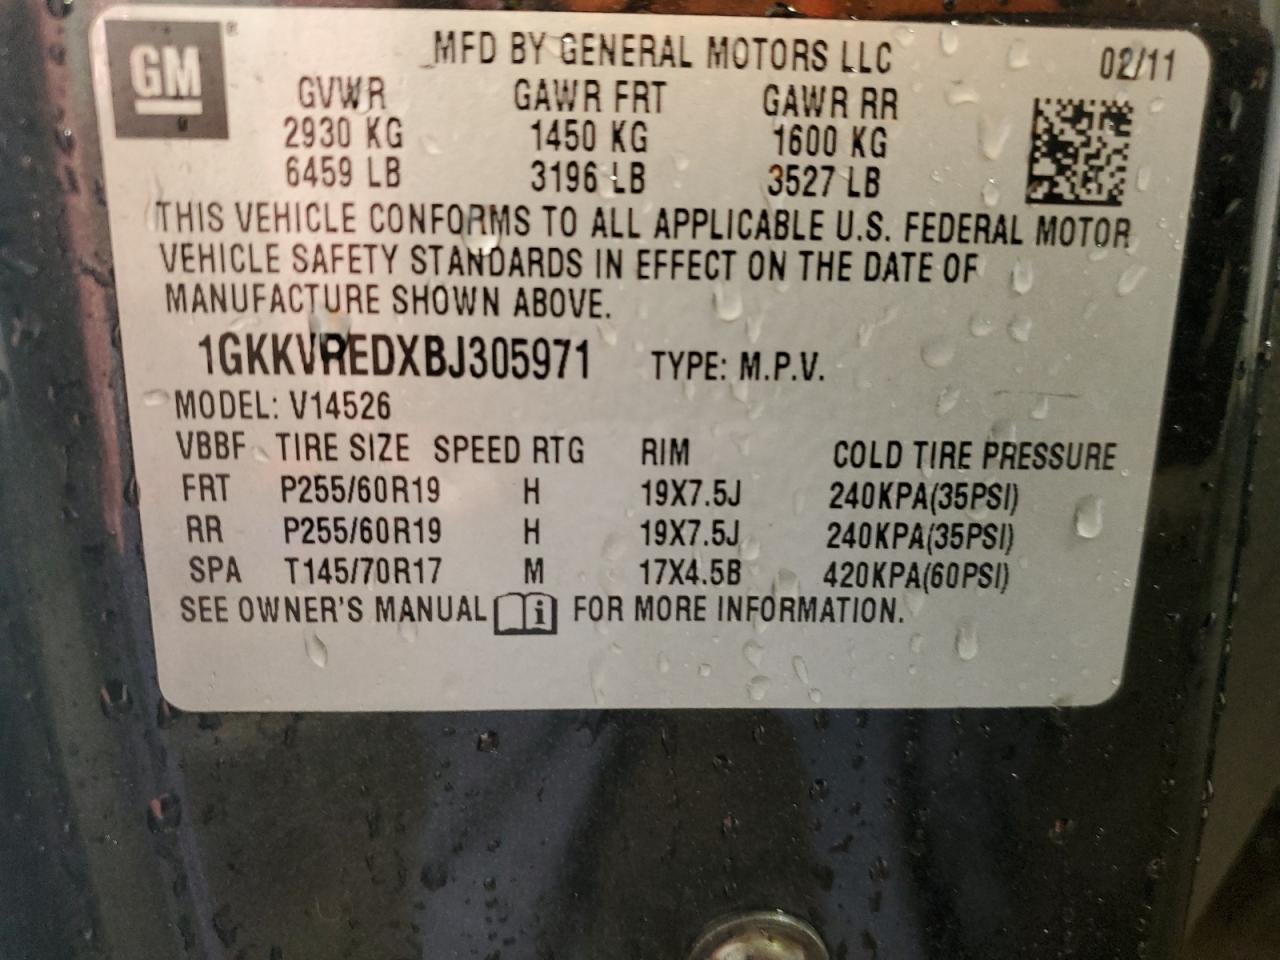 GM ®
MFD BY GENERAL MOTORS LLC 02/11
GVWR GAWR FRT GAWR RR
2930 KG 1450 KG 1600 KG
6459 LB 3196 LB 3527 LB
THIS VEHICLE CONFORMS TO ALL APPLICABLE U.S. FEDERAL MOTOR
VEHICLE SAFETY STANDARDS IN EFFECT ON THE DATE OF
MANUFACTURE SHOWN ABOVE.
1GKKVREDXBJ305971 TYPE: M.P.V.
MODEL: V14526
VBBF TIRE SIZE SPEED RTG RIM COLD TIRE PRESSURE
FRT P255/60R19 H 19X7.5J 240KPA(35PSI)
RR P255/60R19 H 19X7.5J 240KPA(35PSI)
SPA T145/70R17 M 17X4.5B 420KPA(60PSI)
SEE OWNER'S MANUAL i FOR MORE INFORMATION.